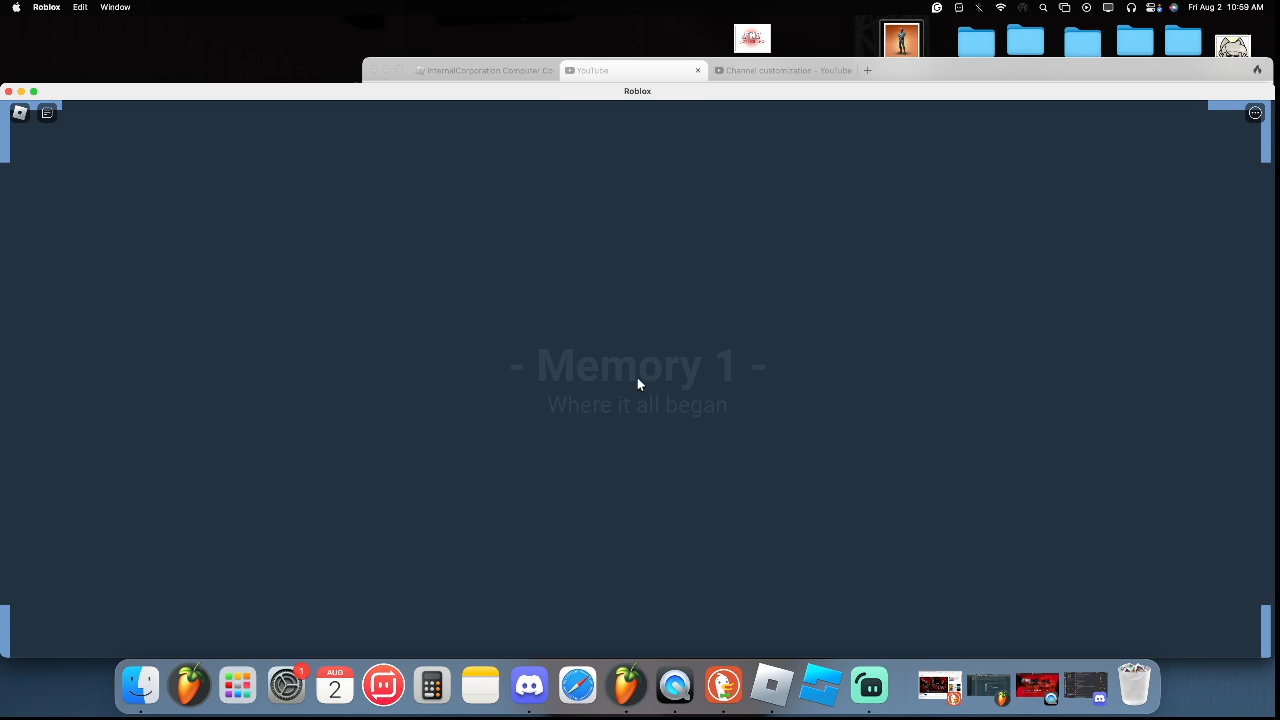 Roblox Edit Window Fri Aug 2 10:59 AM
InternalCorporation Computer Co YouTube Channel customization - YouTube
Roblox
- Memory 1 -
Where it all began
1
AUG
2